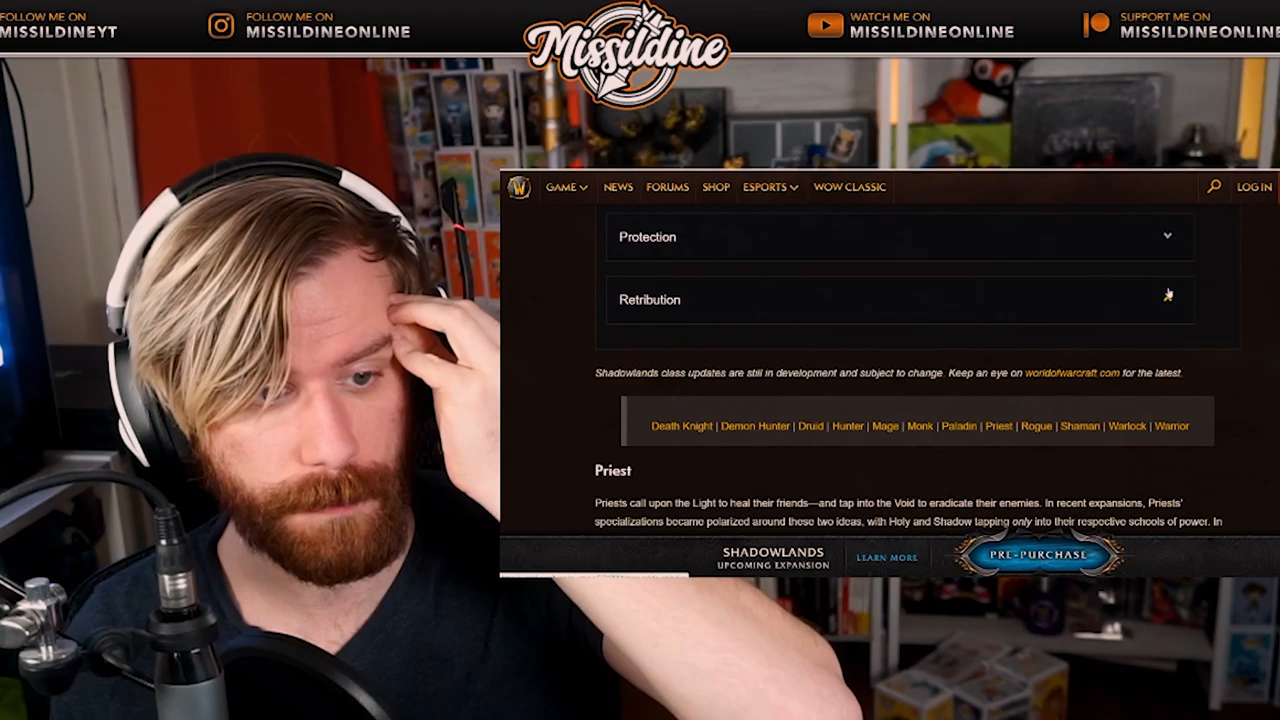 FOLLOW ME ON
MISSILDINEYT
FOLLOW ME ON
MISSILDINEONLINE
Missildine
WATCH ME ON
MISSILDINEONLINE
SUPPORT ME ON
MISSILDINEONLINE
W GAME NEWS FORUMS SHOP ESPORTS WOW CLASSIC LOG IN
Protection
Retribution
Shadowlands class updates are still in development and subject to change. Keep an eye on worldofwarcraft.com for the latest.
Death Knight | Demon Hunter | Druid | Hunter | Mage | Monk | Paladin | Priest | Rogue | Shaman | Warlock | Warrior
Priest
Priests call upon the Light to heal their friends—and tap into the Void to eradicate their enemies. In recent expansions, Priests'
specializations became polarized around these two ideas, with Holy and Shadow tapping only into their respective schools of power. In
SHADOWLANDS
UPCOMING EXPANSION
LEARN MORE
PRE-PURCHASE